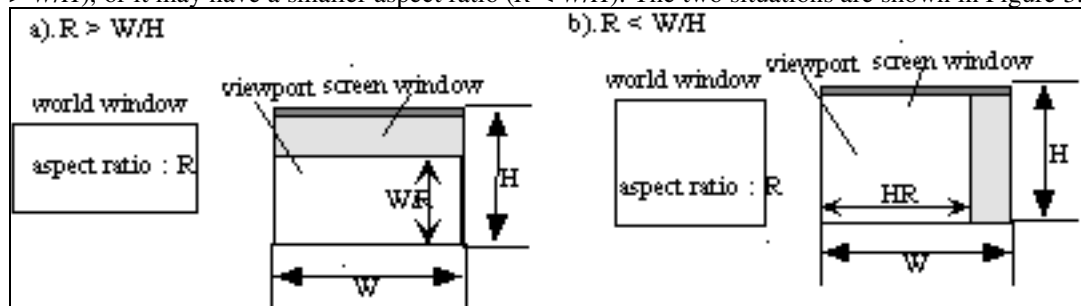 a). R > W/H
viewport screen window
world window
aspect ratio : R
W/R
H
W
b). R < W/H
viewport screen window
world window
aspect ratio : R
HR
H
W